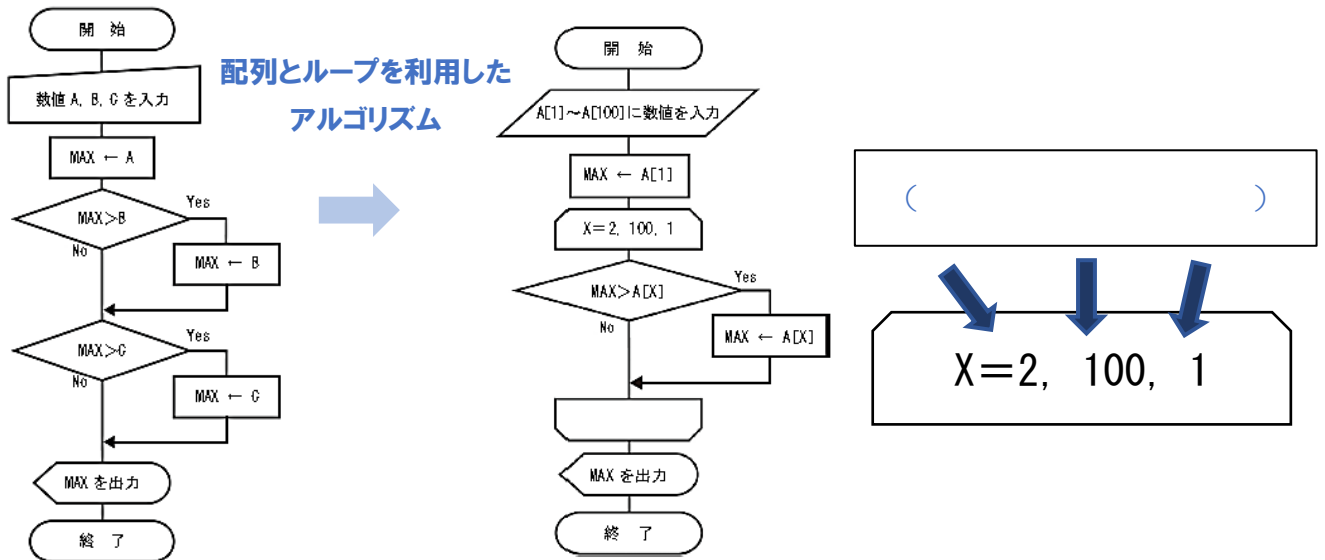 開 始
数値 A, B, C を入力
MAX ← A
MAX＞B
Yes
No
MAX ← B
MAX＞C
Yes
No
MAX ← C
MAX を出力
終 了
配列とループを利用した
アルゴリズム
開 始
A[1]～A[100]に数値を入力
MAX ← A[1]
X＝2, 100, 1
MAX＞A[X]
Yes
No
MAX ← A[X]
MAX を出力
終 了
（ ）
X＝2, 100, 1